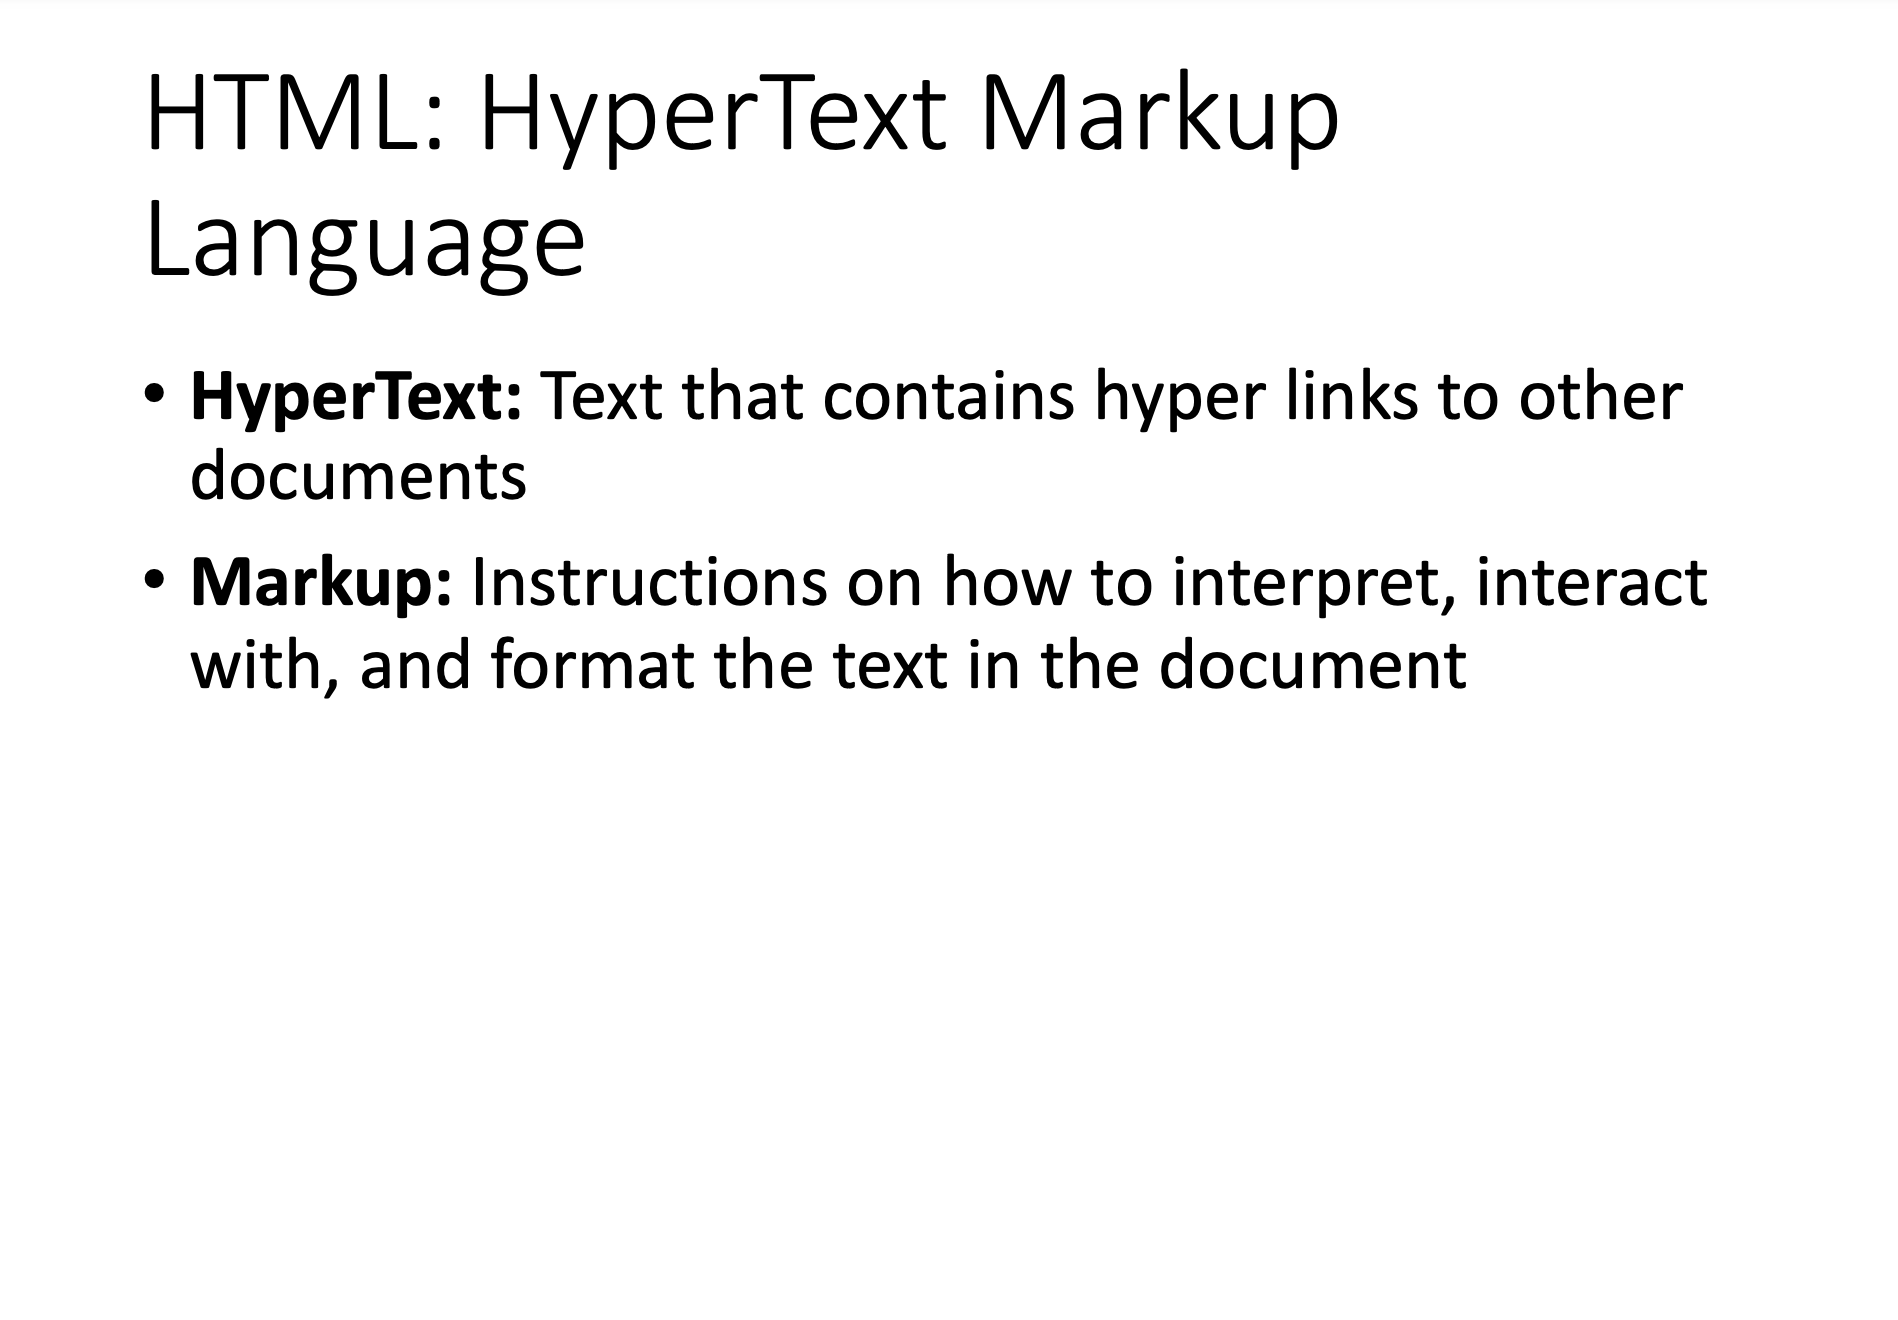 HTML: HyperText Markup
Language
• HyperText: Text that contains hyper links to other
documents
• Markup: Instructions on how to interpret, interact
with, and format the text in the document